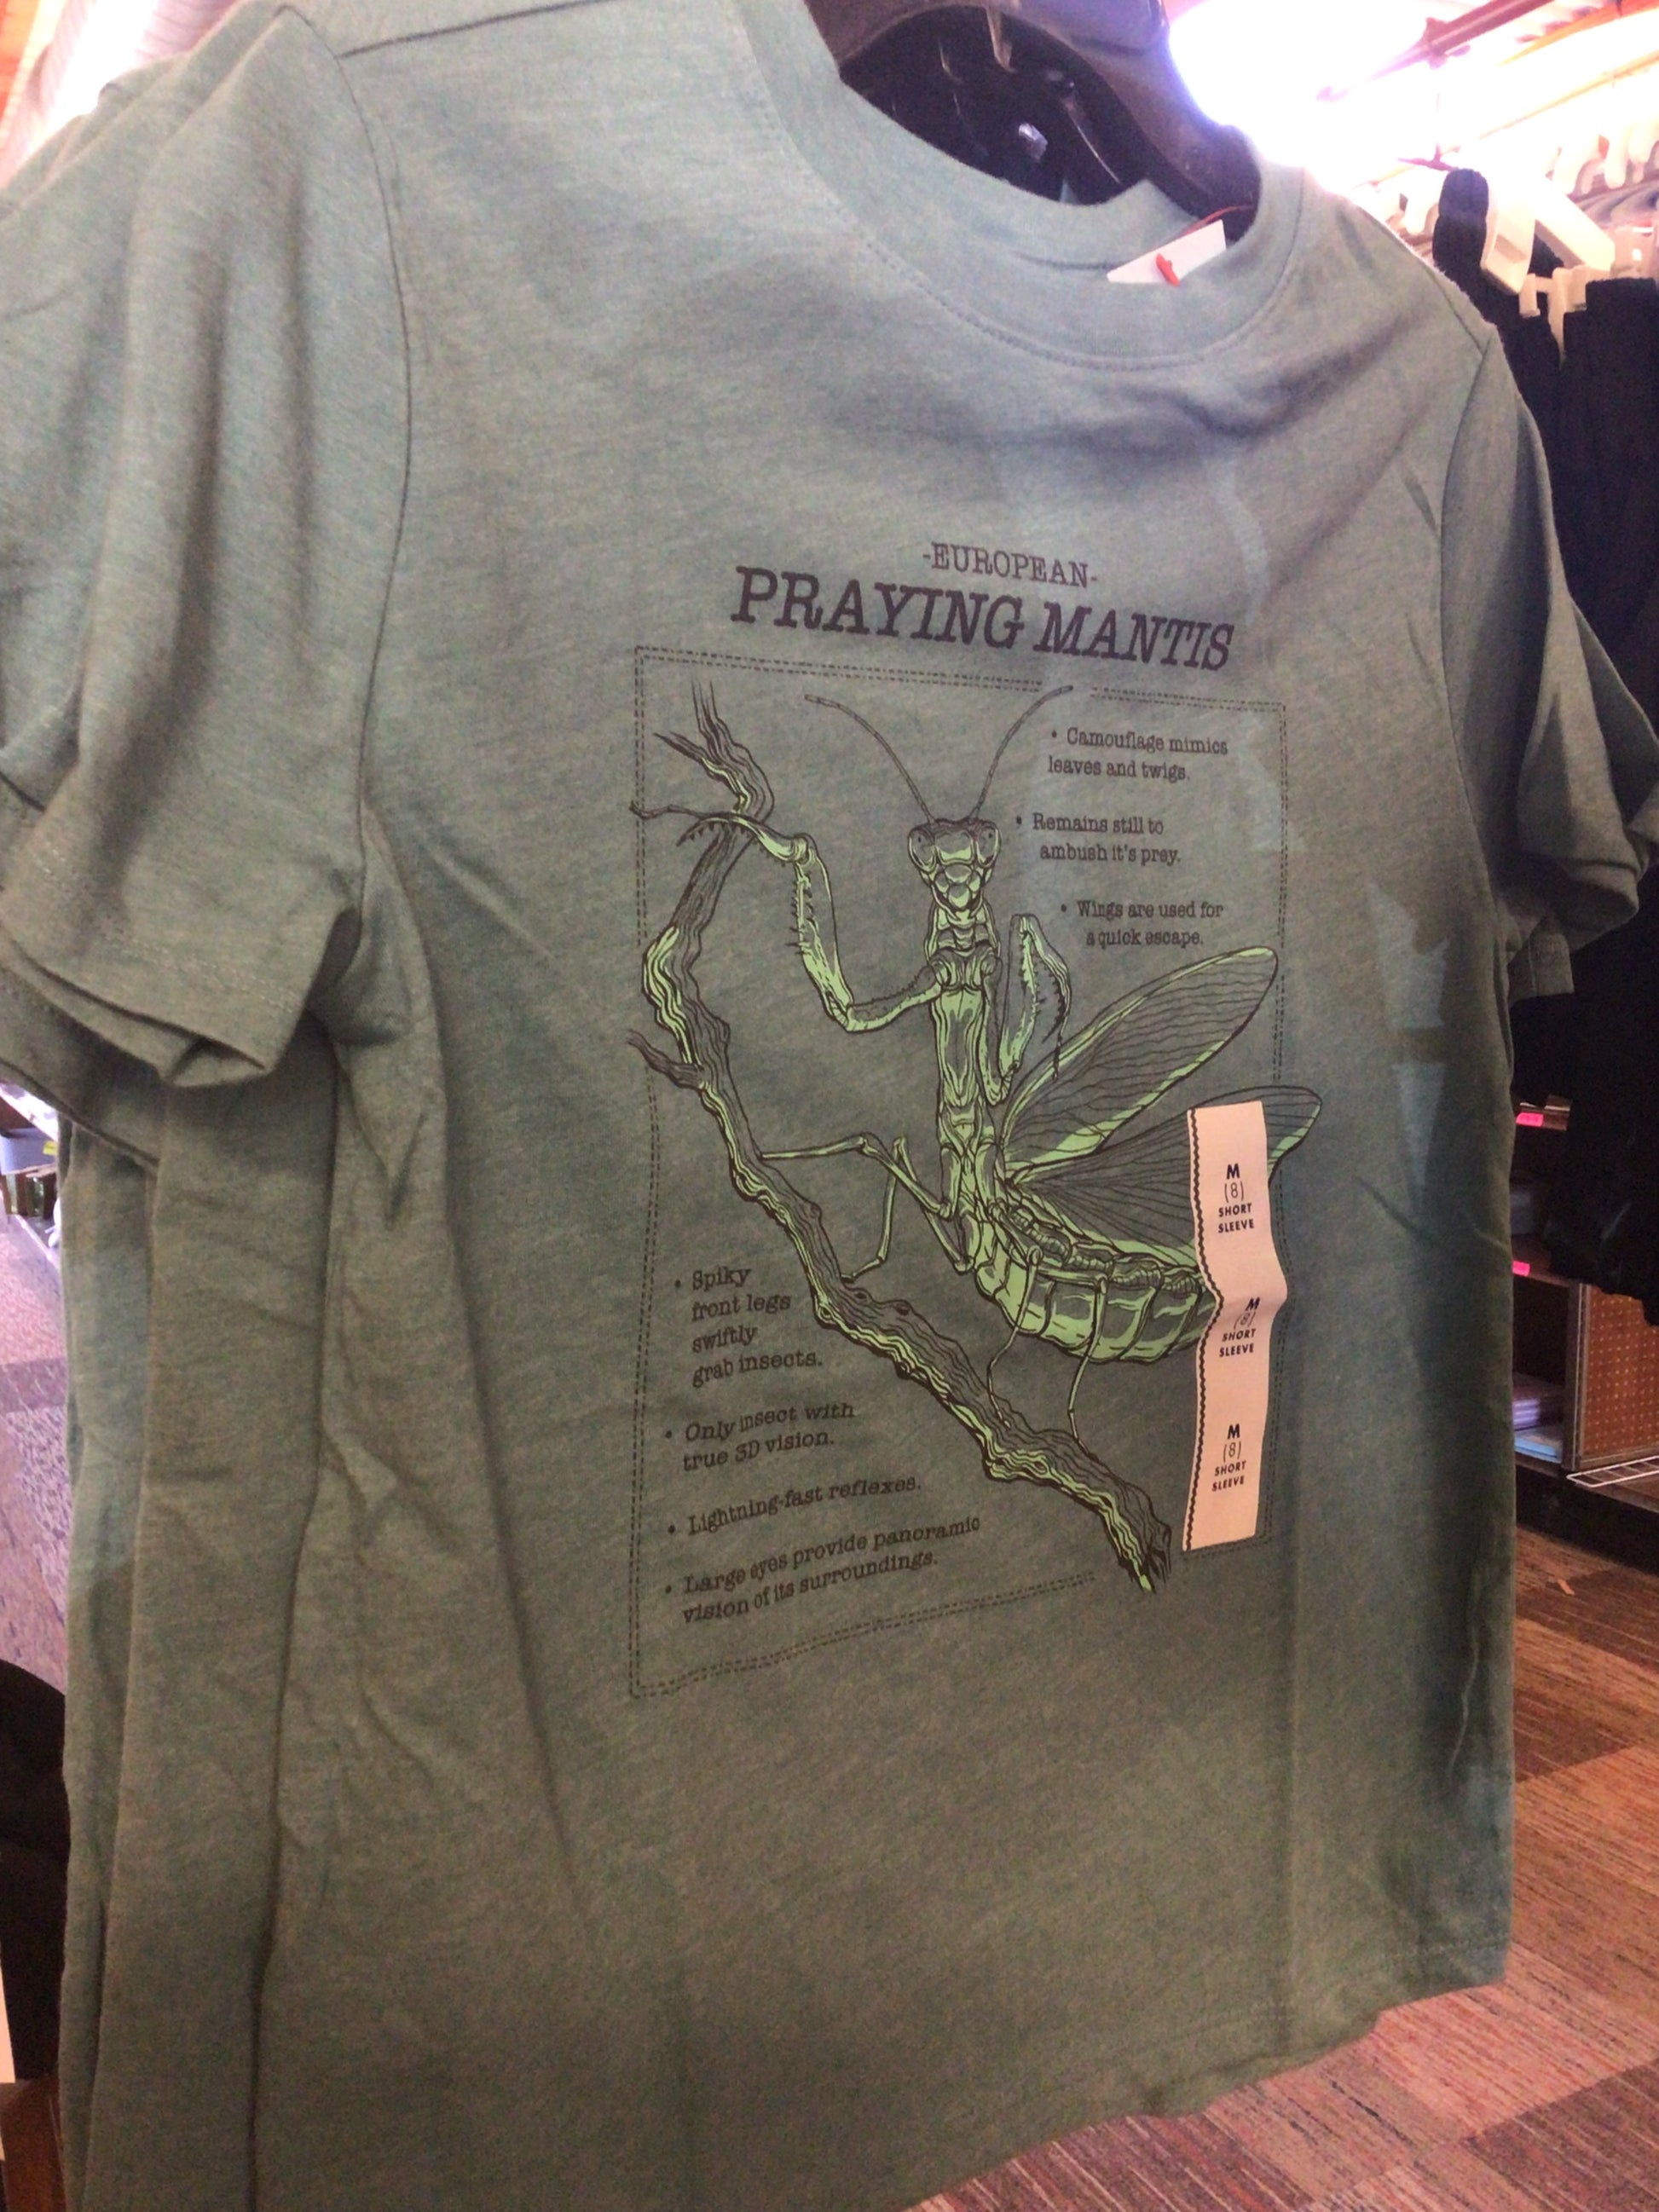 -EUROPEAN-
PRAYING MANTIS
• Camouflage mimics
leaves and twigs.
• Remains still to
ambush it's prey.
• Wings are used for
a quick escape.
• Spiky
front legs
swiftly
grab insects.
• Only insect with
true 3D vision.
• Lightning-fast reflexes.
• Large eyes provide panoramic
vision of its surroundings.
M
(8)
SHORT
SLEEVE
M
(8)
SHORT
SLEEVE
M
(8)
SHORT
SLEEVE